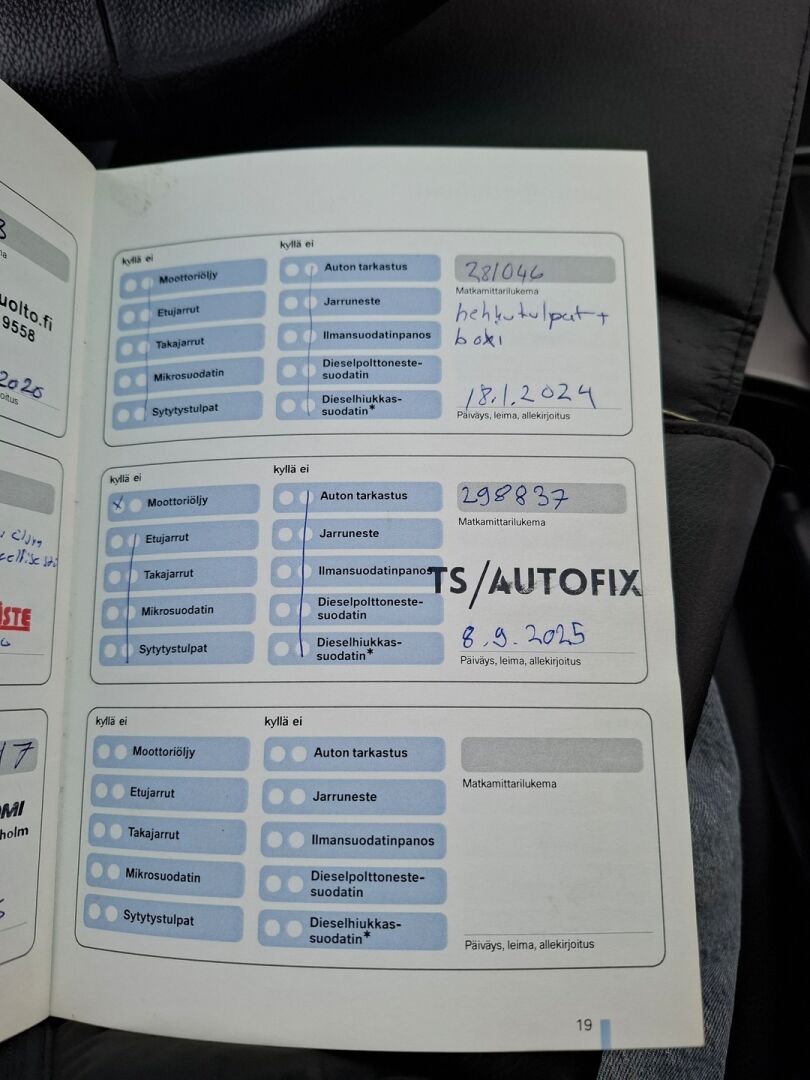 uolto.fi
9558
2020
ISTE
17
OMI
holm
kyllä ei
Moottoriöljy
Etujarrut
Takajarrut
Mikrosuodatin
Sytytystulpat
kyllä ei
Auton tarkastus
Jarruneste
Ilmansuodatinpanos
Dieselpolttoneste-
suodatin
Dieselhiukkas-
suodatin*
281046
Matkamittarilukema
hehkutulpat +
boxi
18.1.2024
Päiväys, leima, allekirjoitus
kyllä ei
X Moottoriöljy
Etujarrut
Takajarrut
Mikrosuodatin
Sytytystulpat
kyllä ei
Auton tarkastus
Jarruneste
Ilmansuodatinpanos
Dieselpolttoneste-
suodatin
Dieselhiukkas-
suodatin*
298837
Matkamittarilukema
TS/AUTOFIX
8.9.2025
Päiväys, leima, allekirjoitus
kyllä ei
Moottoriöljy
Etujarrut
Takajarrut
Mikrosuodatin
Sytytystulpat
kyllä ei
Auton tarkastus
Jarruneste
Ilmansuodatinpanos
Dieselpolttoneste-
suodatin
Dieselhiukkas-
suodatin*
Matkamittarilukema
Päiväys, leima, allekirjoitus
19